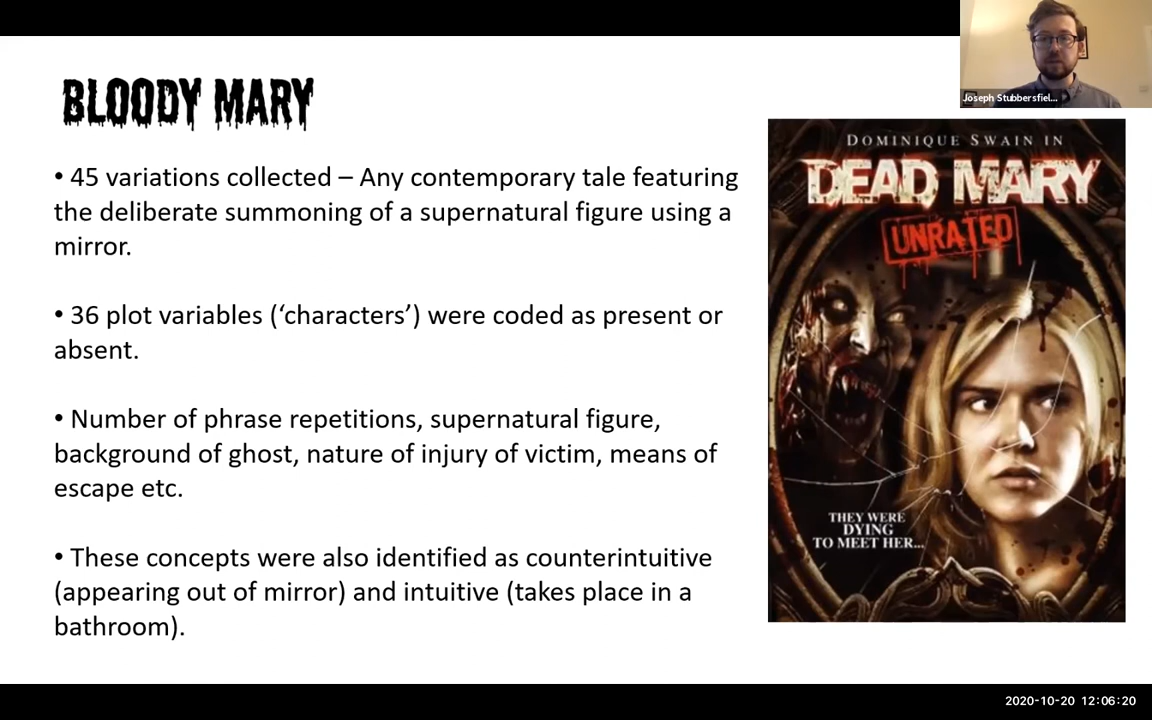 BLOODY MARY
• 45 variations collected – Any contemporary tale featuring
the deliberate summoning of a supernatural figure using a
mirror.
• 36 plot variables (‘characters’) were coded as present or
absent.
• Number of phrase repetitions, supernatural figure,
background of ghost, nature of injury of victim, means of
escape etc.
• These concepts were also identified as counterintuitive
(appearing out of mirror) and intuitive (takes place in a
bathroom).
Joseph Stubbersfiel...
DOMINIQUE SWAIN IN
DEAD MARY
UNRATED
THEY WERE
DYING
TO MEET HER...
2020-10-20 12:06:20